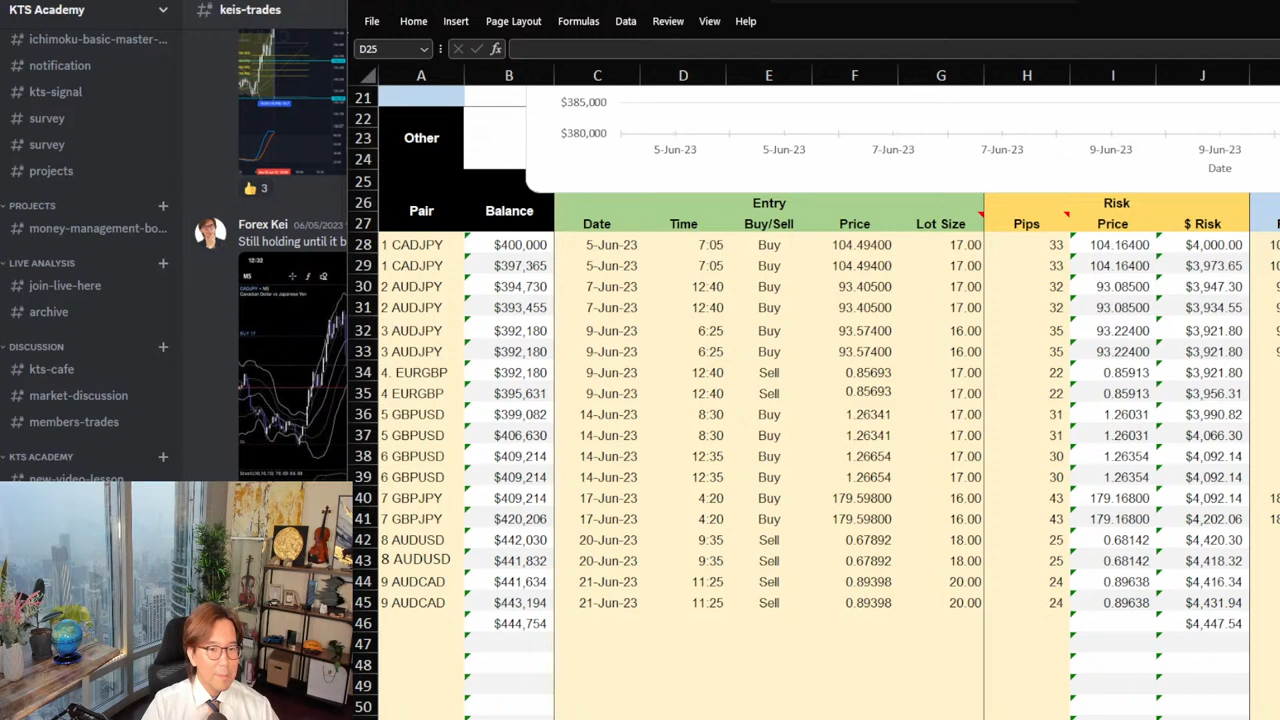 KTS Academy
# keis-trades
# ichimoku-basic-master-...
# notification
# kts-signal
# survey
# survey
# projects
PROJECTS
# money-management-bo...
LIVE ANALYSIS
# join-live-here
# archive
DISCUSSION
# kts-cafe
# market-discussion
# members-trades
KTS ACADEMY
# new-video-lesson
👍 3
Forex Kei 06/05/2023
Still holding until it b
12:32
M5
CADJPY • M5
Canadian Dollar vs Japanese Yen
BUY 17
File Home Insert Page Layout Formulas Data Review View Help
D25 fx
A B C D E F G H
21 $385,000
22 $380,000
23 Other 5-Jun-23 5-Jun-23 7-Jun-23 7-Jun-23 9-Jun-23 9-Jun-23
24 Date
25
26 Pair Balance Entry Risk
27 Date Time Buy/Sell Price Lot Size Pips Price $ Risk
28 1 CADJPY $400,000 5-Jun-23 7:05 Buy 104.49400 17.00 33 104.16400 $4,000.00
29 1 CADJPY $397,365 5-Jun-23 7:05 Buy 104.49400 17.00 33 104.16400 $3,973.65
30 2 AUDJPY $394,730 7-Jun-23 12:40 Buy 93.40500 17.00 32 93.08500 $3,947.30
31 2 AUDJPY $393,455 7-Jun-23 12:40 Buy 93.40500 17.00 32 93.08500 $3,934.55
32 3 AUDJPY $392,180 9-Jun-23 6:25 Buy 93.57400 16.00 35 93.22400 $3,921.80
33 3 AUDJPY $392,180 9-Jun-23 6:25 Buy 93.57400 16.00 35 93.22400 $3,921.80
34 4. EURGBP $392,180 9-Jun-23 12:40 Sell 0.85693 17.00 22 0.85913 $3,921.80
35 4 EURGBP $395,631 9-Jun-23 12:40 Sell 0.85693 17.00 22 0.85913 $3,956.31
36 5 GBPUSD $399,082 14-Jun-23 8:30 Buy 1.26341 17.00 31 1.26031 $3,990.82
37 5 GBPUSD $406,630 14-Jun-23 8:30 Buy 1.26341 17.00 31 1.26031 $4,066.30
38 6 GBPUSD $409,214 14-Jun-23 12:35 Buy 1.26654 17.00 30 1.26354 $4,092.14
39 6 GBPUSD $409,214 14-Jun-23 12:35 Sell 1.26654 17.00 30 1.26354 $4,092.14
40 7 GBPJPY $409,214 17-Jun-23 4:20 Buy 179.59800 16.00 43 179.16800 $4,092.14
41 7 GBPJPY $420,206 17-Jun-23 4:20 Buy 179.59800 16.00 43 179.16800 $4,202.06
42 8 AUDUSD $442,030 20-Jun-23 9:35 Sell 0.67892 18.00 25 0.68142 $4,420.30
43 8 AUDUSD $441,832 20-Jun-23 9:35 Sell 0.67892 18.00 25 0.68142 $4,418.32
44 9 AUDCAD $441,634 21-Jun-23 11:25 Sell 0.89398 20.00 24 0.89638 $4,416.34
45 9 AUDCAD $443,194 21-Jun-23 11:25 Sell 0.89398 20.00 24 0.89638 $4,431.94
46 $444,754 $4,447.54
47
48
49
50